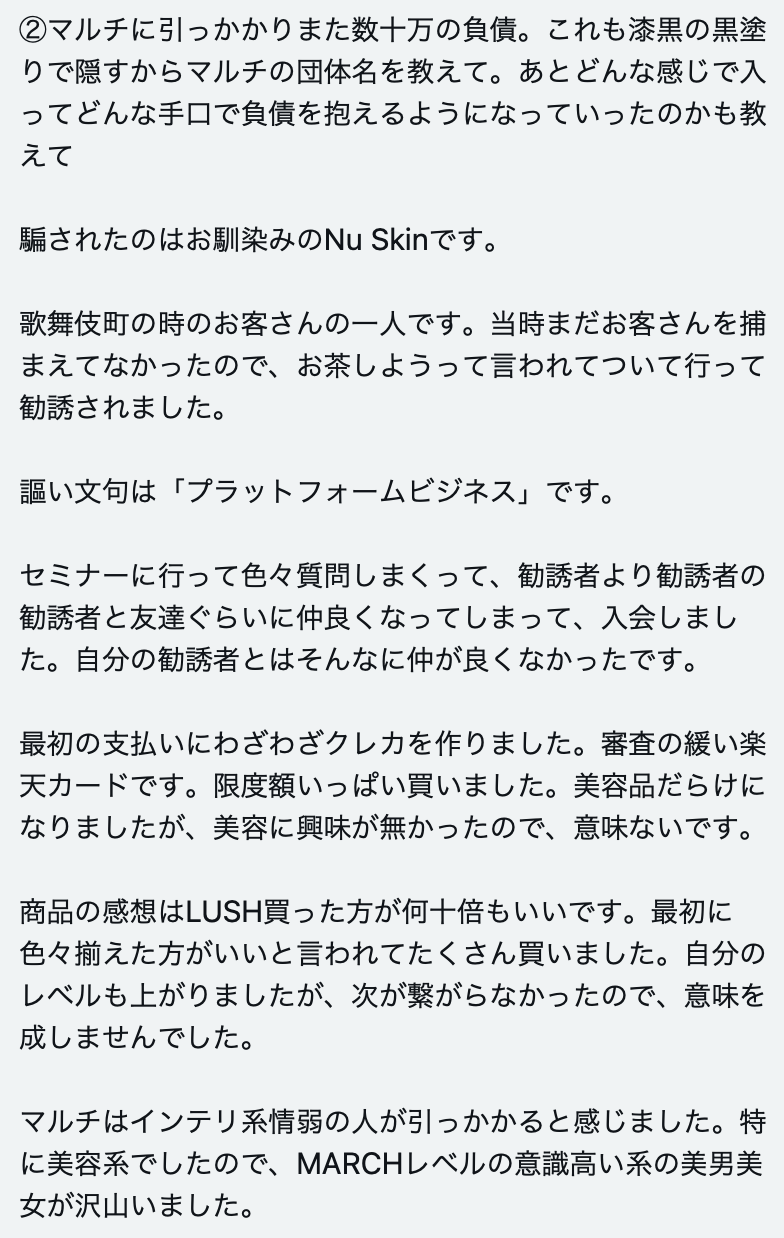 ②マルチに引っかかりまた数十万の負債。これも漆黒の黒塗
りで隠すからマルチの団体名を教えて。あとどんな感じで入
ってどんな手口で負債を抱えるようになっていったのかも教
えて
騙されたのはお馴染みのNu Skinです。
歌舞伎町の時のお客さんの一人です。当時まだお客さんを捕
まえてなかったので、お茶しようって言われてついて行って
勧誘されました。
謳い文句は「プラットフォームビジネス」です。
セミナーに行って色々質問しまくって、勧誘者より勧誘者の
勧誘者と友達ぐらいに仲良くなってしまって、入会しまし
た。自分の勧誘者とはそんなに仲が良くなかったです。
最初の支払いにわざわざクレカを作りました。審査の緩い楽
天カードです。限度額いっぱい買いました。美容品だらけに
なりましたが、美容に興味が無かったので、意味ないです。
商品の感想はLUSH買った方が何十倍もいいです。最初に
色々揃えた方がいいと言われてたくさん買いました。自分の
レベルも上がりましたが、次が繋がらなかったので、意味を
成しませんでした。
マルチはインテリ系情弱の人が引っかかると感じました。特
に美容系でしたので、MARCHレベルの意識高い系の美男美
女が沢山いました。